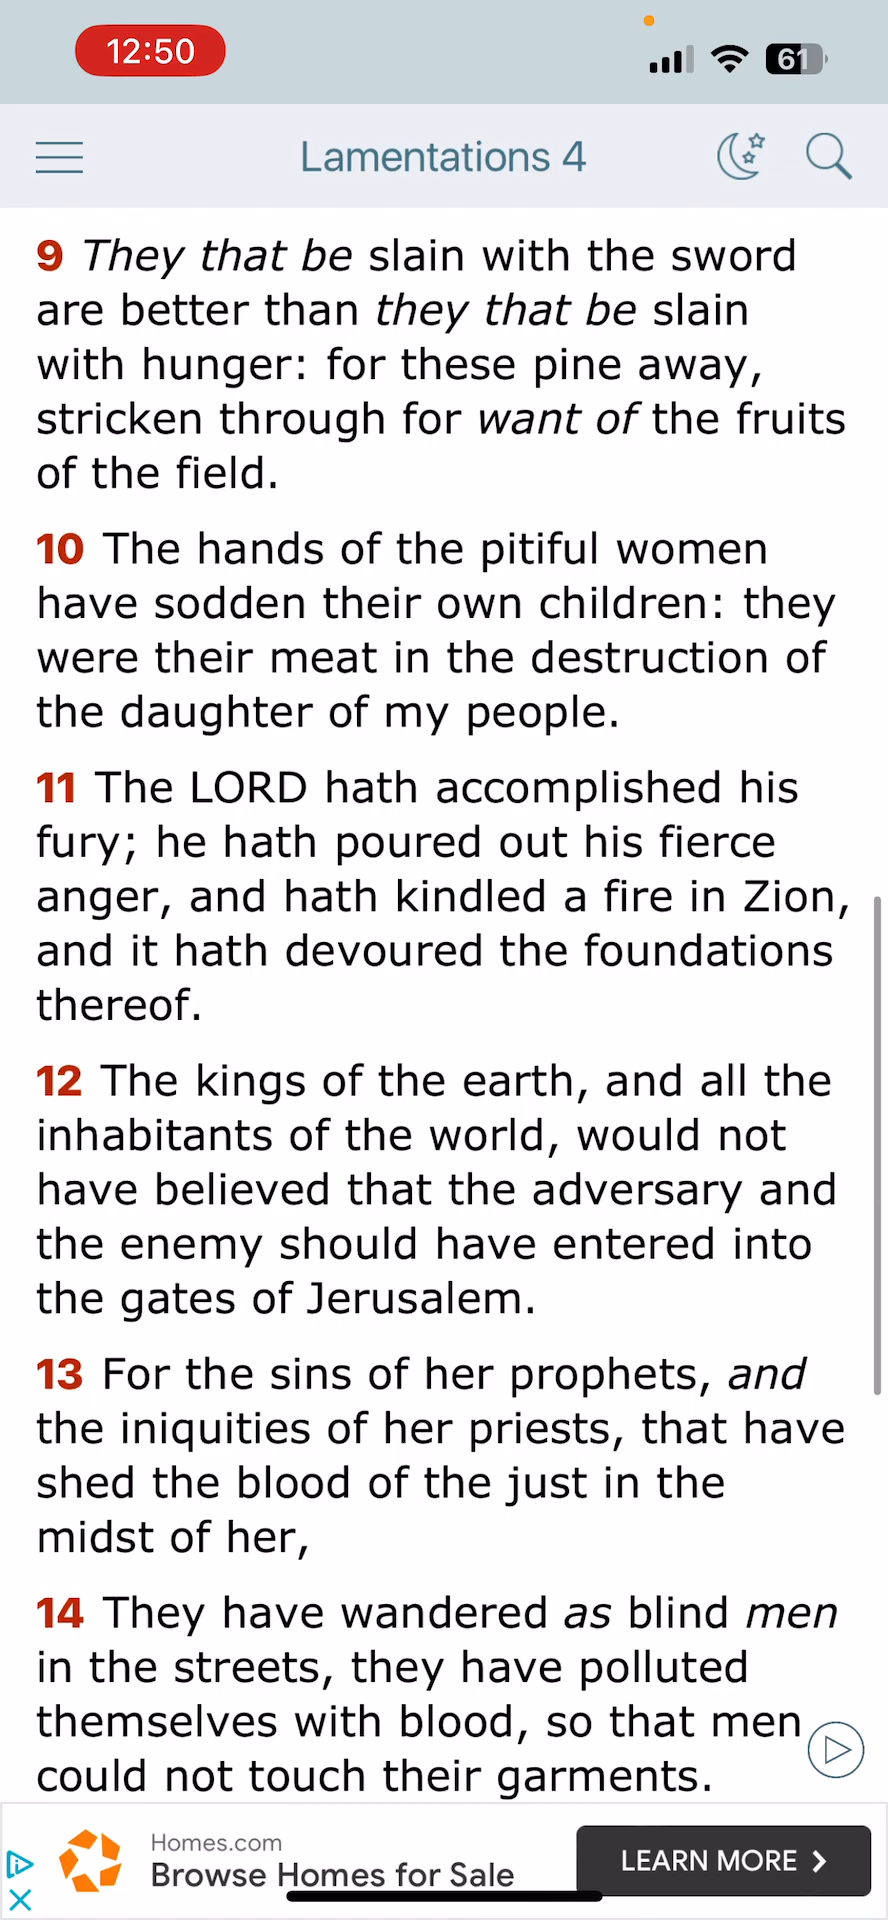 12:50
61
Lamentations 4
9 They that be slain with the sword
are better than they that be slain
with hunger: for these pine away,
stricken through for want of the fruits
of the field.
10 The hands of the pitiful women
have sodden their own children: they
were their meat in the destruction of
the daughter of my people.
11 The LORD hath accomplished his
fury; he hath poured out his fierce
anger, and hath kindled a fire in Zion,
and it hath devoured the foundations
thereof.
12 The kings of the earth, and all the
inhabitants of the world, would not
have believed that the adversary and
the enemy should have entered into
the gates of Jerusalem.
13 For the sins of her prophets, and
the iniquities of her priests, that have
shed the blood of the just in the
midst of her,
14 They have wandered as blind men
in the streets, they have polluted
themselves with blood, so that men
could not touch their garments.
Homes.com
Browse Homes for Sale
LEARN MORE